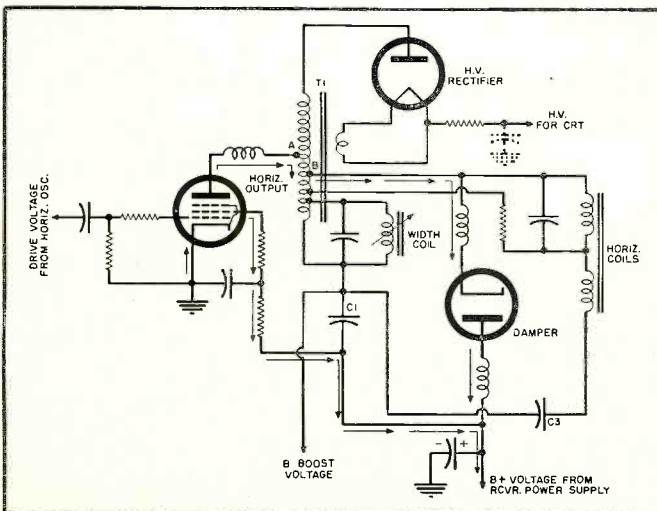 T1
H.V.
RECTIFIER
H.V.
FOR CRT
A
B
HORIZ.
OUTPUT
DRIVE VOLTAGE
FROM HORIZ. OSC.
WIDTH
COIL
HORIZ.
COILS
DAMPER
C1
C3
B BOOST
VOLTAGE
- +
B+ VOLTAGE FROM
RCVR. POWER SUPPLY